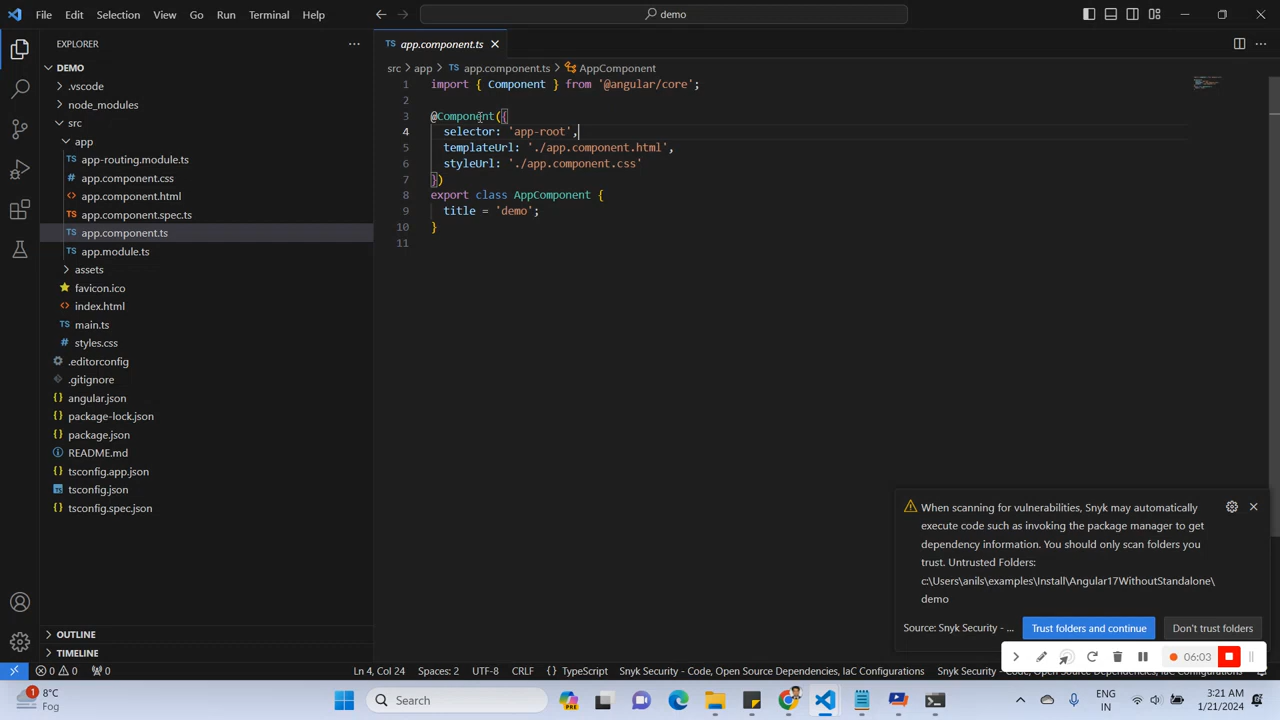 File Edit Selection View Go Run Terminal Help
demo
EXPLORER
DEMO
.vscode
node_modules
src
app
app-routing.module.ts
app.component.css
app.component.html
app.component.spec.ts
app.component.ts
app.module.ts
assets
favicon.ico
index.html
main.ts
styles.css
.editorconfig
.gitignore
angular.json
package-lock.json
package.json
README.md
tsconfig.app.json
tsconfig.json
tsconfig.spec.json
OUTLINE
TIMELINE
TS app.component.ts
src > app > TS app.component.ts > AppComponent
1 import { Component } from '@angular/core';
2
3 @Component({
4 selector: 'app-root',
5 templateUrl: './app.component.html',
6 styleUrl: './app.component.css'
7 })
8 export class AppComponent {
9 title = 'demo';
10 }
11
When scanning for vulnerabilities, Snyk may automatically
execute code such as invoking the package manager to get
dependency information. You should only scan folders you
trust. Untrusted Folders:
c:\Users\anils\examples\Install\Angular17WithoutStandalone\
demo
Source: Snyk Security - ... Trust folders and continue Don't trust folders
06:03
0 0 0 Ln 4, Col 24 Spaces: 2 UTF-8 CRLF {} TypeScript Snyk Security - Code, Open Source Dependencies, IaC Configurations
1 8°C
Fog
Search
PRE
ENG
IN
3:21 AM
1/21/2024